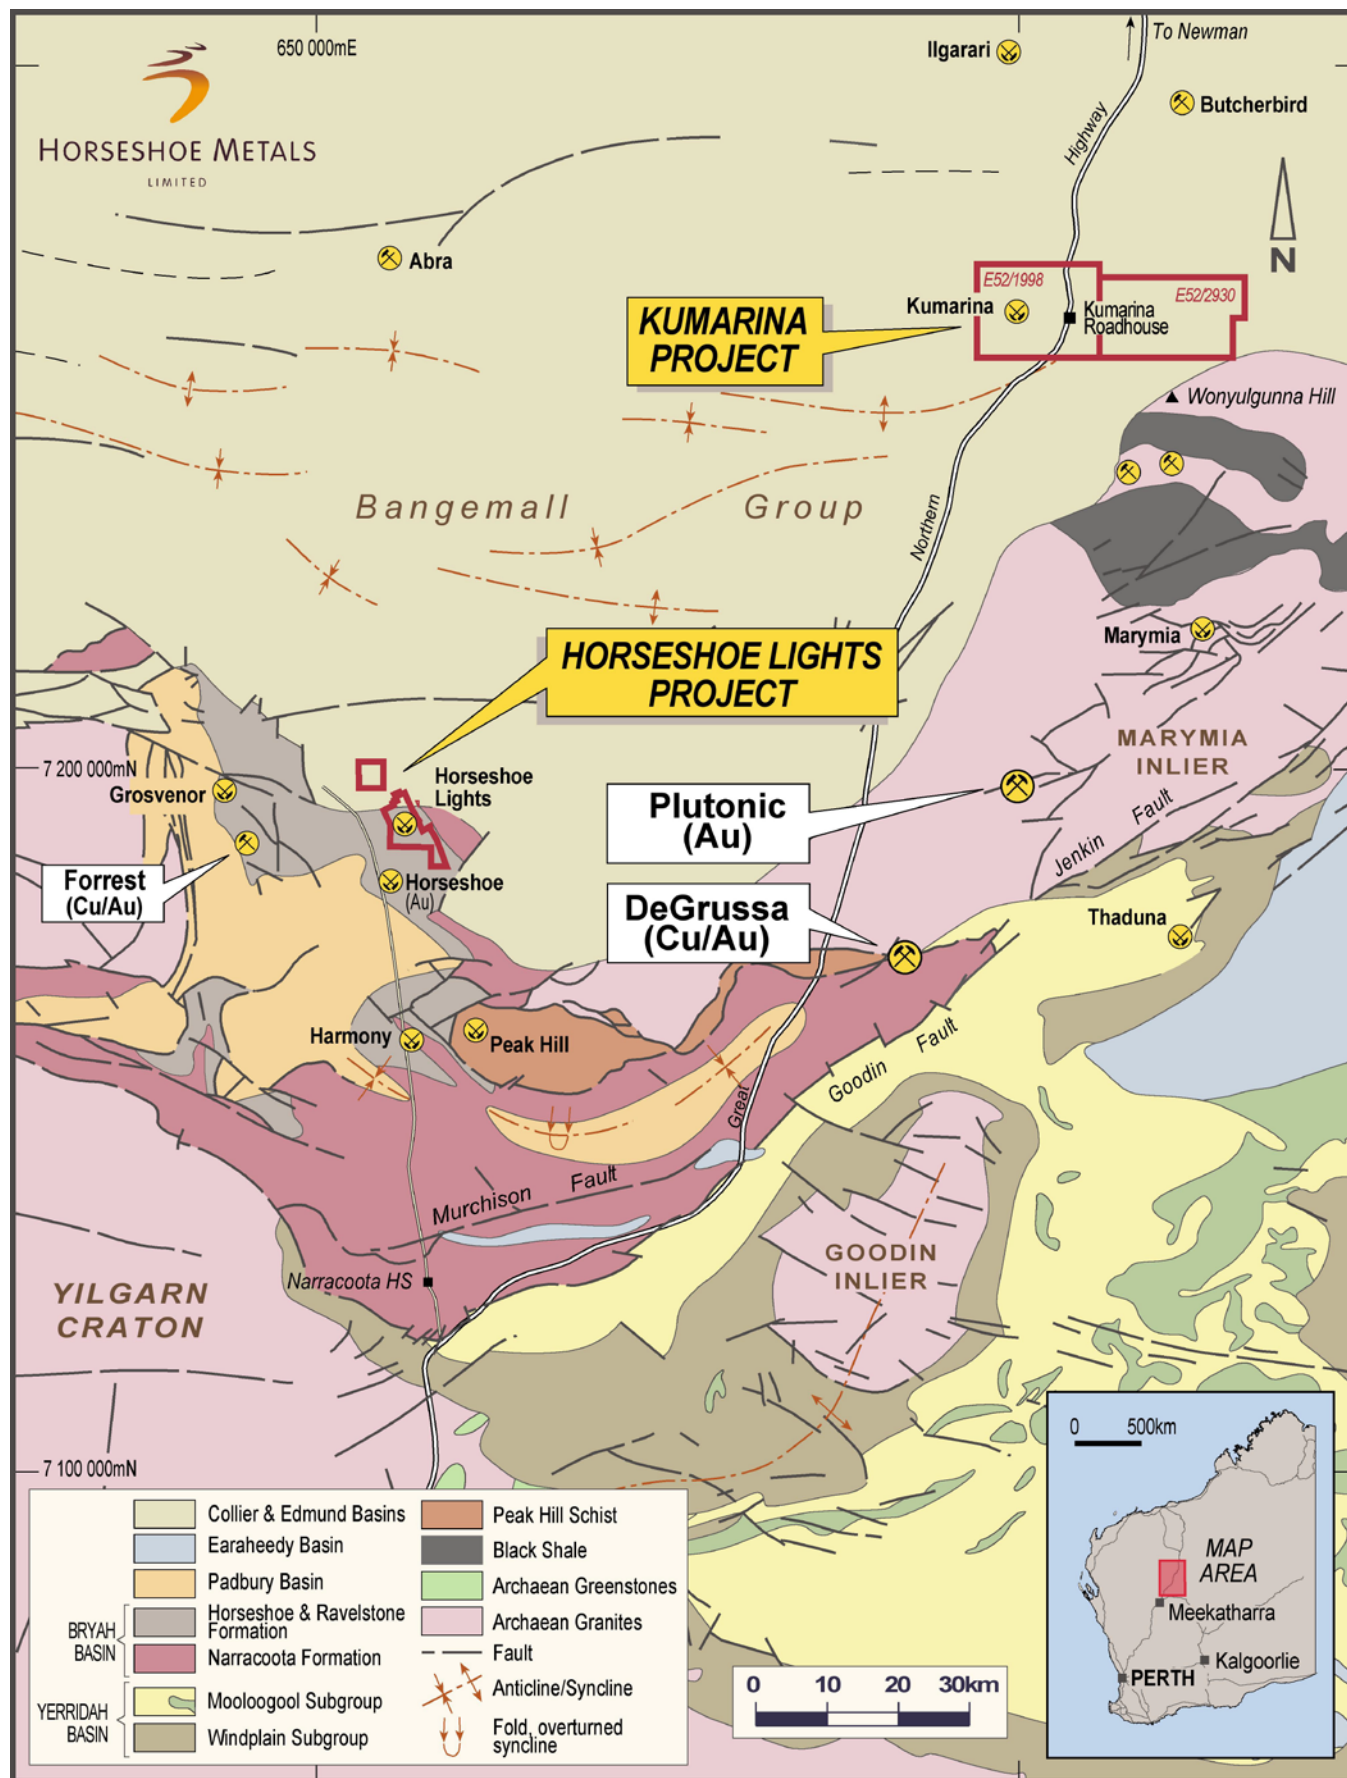 650 000mE
Ilgarari
To Newman
Butcherbird
Highway
HORSESHOE METALS
LIMITED
N
Abra
E52/1998
E52/2930
Kumarina
Kumarina
Roadhouse
KUMARINA
PROJECT
Wonyulgunna Hill
Bangemall Group
Northern
HORSESHOE LIGHTS
PROJECT
Marymia
MARYMIA
INLIER
7 200 000mN
Grosvenor
Horseshoe
Lights
Plutonic
(Au)
Jenkin Fault
Forrest
(Cu/Au)
Horseshoe
(Au)
DeGrussa
(Cu/Au)
Thaduna
Harmony
Peak Hill
Goodin Fault
Great
Murchison Fault
Narracoota HS
GOODIN
INLIER
YILGARN
CRATON
7 100 000mN
Collier & Edmund Basins
Earaheedy Basin
Padbury Basin
BRYAH
BASIN
Horseshoe & Ravelstone
Formation
Narracoota Formation
YERRIDAH
BASIN
Mooloogool Subgroup
Windplain Subgroup
Peak Hill Schist
Black Shale
Archaean Greenstones
Archaean Granites
Fault
Anticline/Syncline
Fold, overturned
syncline
0 10 20 30km
0 500km
MAP
AREA
Meekatharra
Kalgoorlie
PERTH